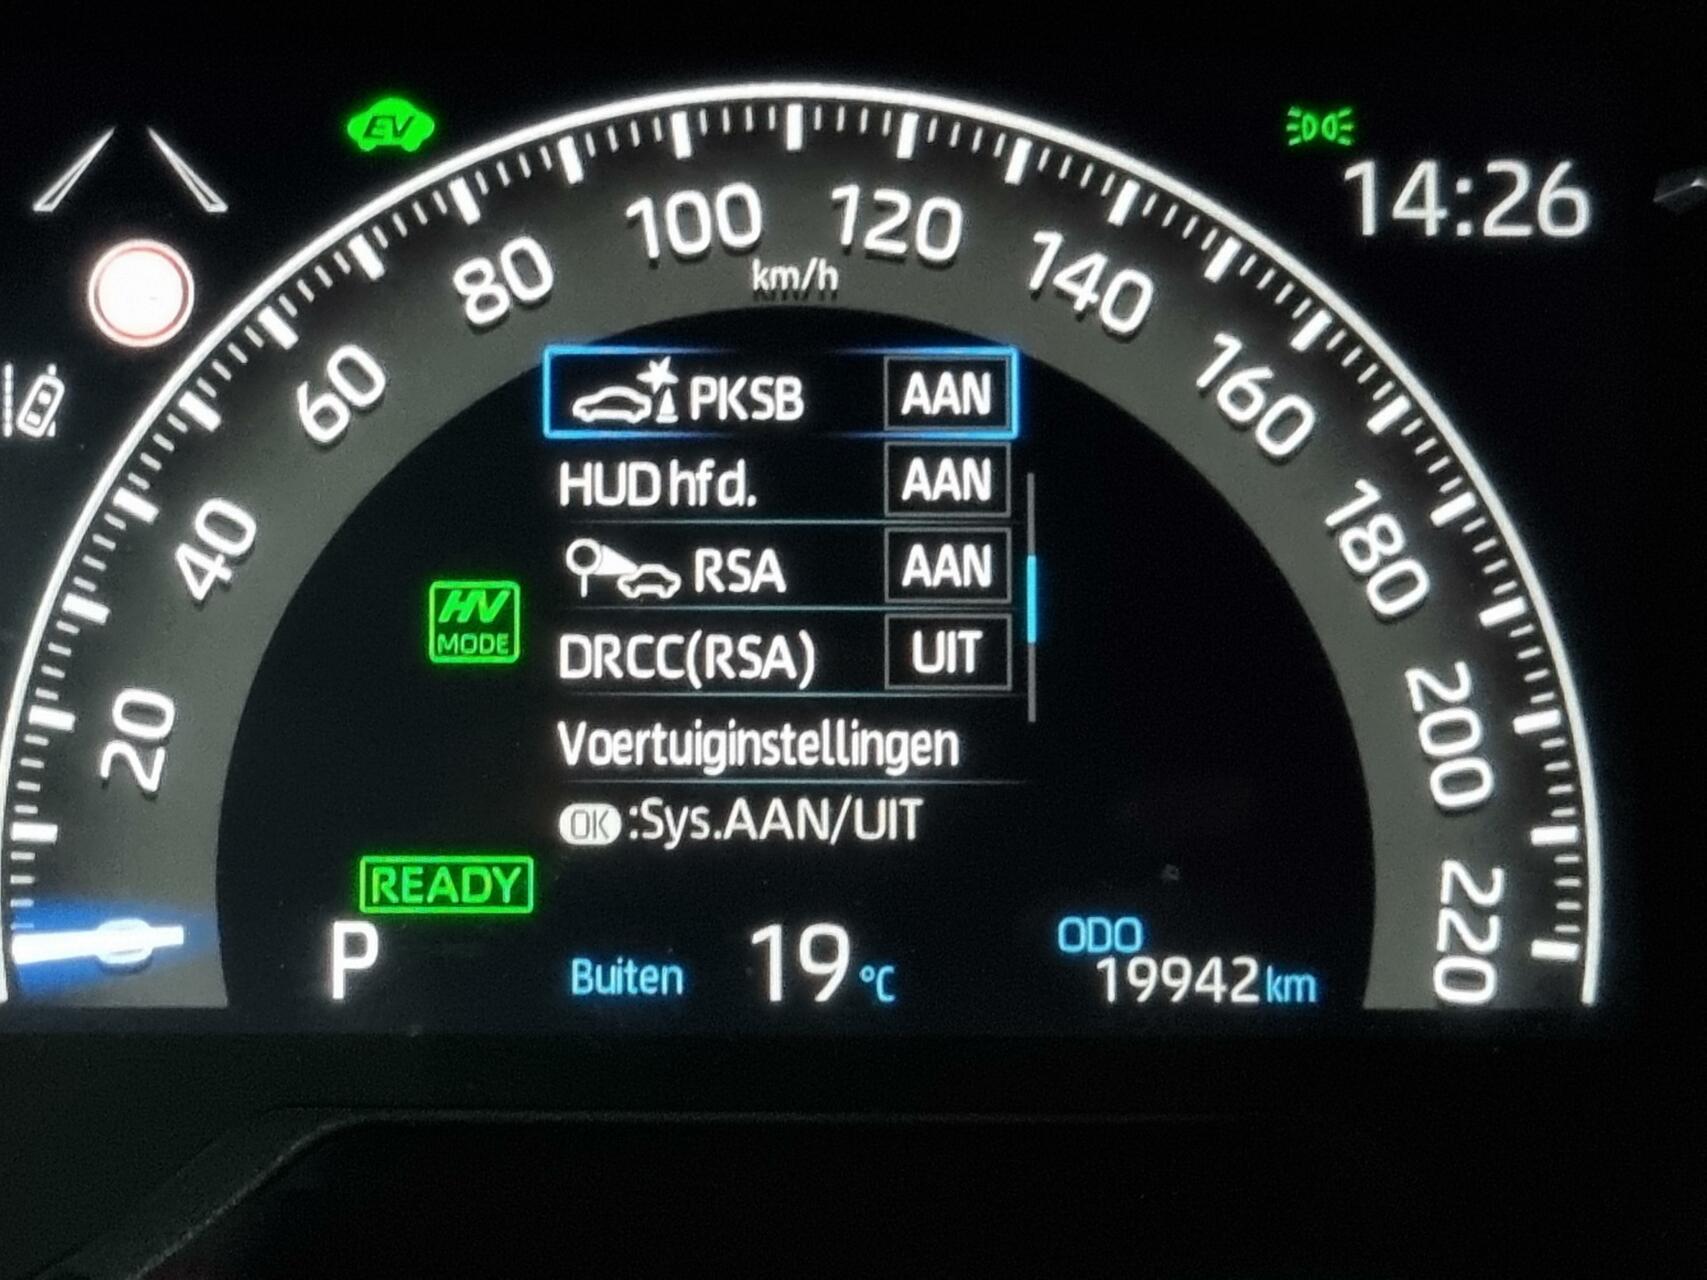 EV
14:26
20
40
60
80
100
120
140
160
180
200
220
km/h
PKSB AAN
HUD hfd. AAN
RSA AAN
DRCC(RSA) UIT
Voertuiginstellingen
OK :Sys.AAN/UIT
HV
MODE
READY
P
Buiten 19 °C
ODO
19942 km